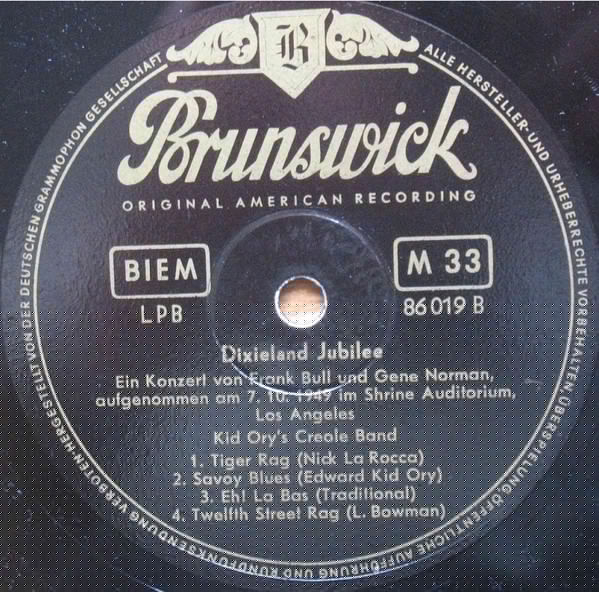 B
Brunswick
ORIGINAL AMERICAN RECORDING
BIEM
M 33
LPB
86019 B
Dixieland Jubilee
Ein Konzert von Frank Bull und Gene Norman,
aufgenommen am 7. 10. 1949 im Shrine Auditorium,
Los Angeles
Kid Ory's Creole Band
1. Tiger Rag (Nick La Rocca)
2. Savoy Blues (Edward Kid Ory)
3. Eh! La Bas (Traditional)
4. Twelfth Street Rag (L. Bowman)
HERGESTELLT VON DER DEUTSCHEN GRAMMOPHON GESELLSCHAFT
ALLE HERSTELLER- UND URHEBERRECHTE VORBEHALTEN · ÜBERSPIELUNG ÖFFENTLICHE AUFFÜHRUNG UND RUNDFUNKSENDUNG VERBOTEN